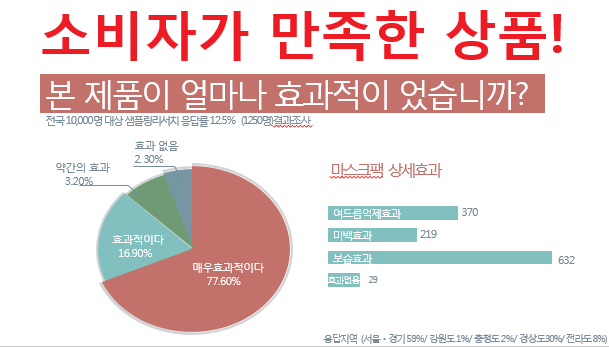 소비자가 만족한 상품!
본 제품이 얼마나 효과적이 었습니까?
전국 10,000명 대상 샘플링리서치 응답률 12.5% (1250명)결과조사.
효과 없음
2.30%
약간의 효과
3.20%
효과적이다
16.90%
매우효과적이다
77.60%
마스크팩 상세효과
여드름억제효과 370
미백효과 219
보습효과 632
효과없음 29
응답지역 (서울·경기 59%/ 강원도 1%/ 충청도 2%/ 경상도30%/ 전라도 8%)